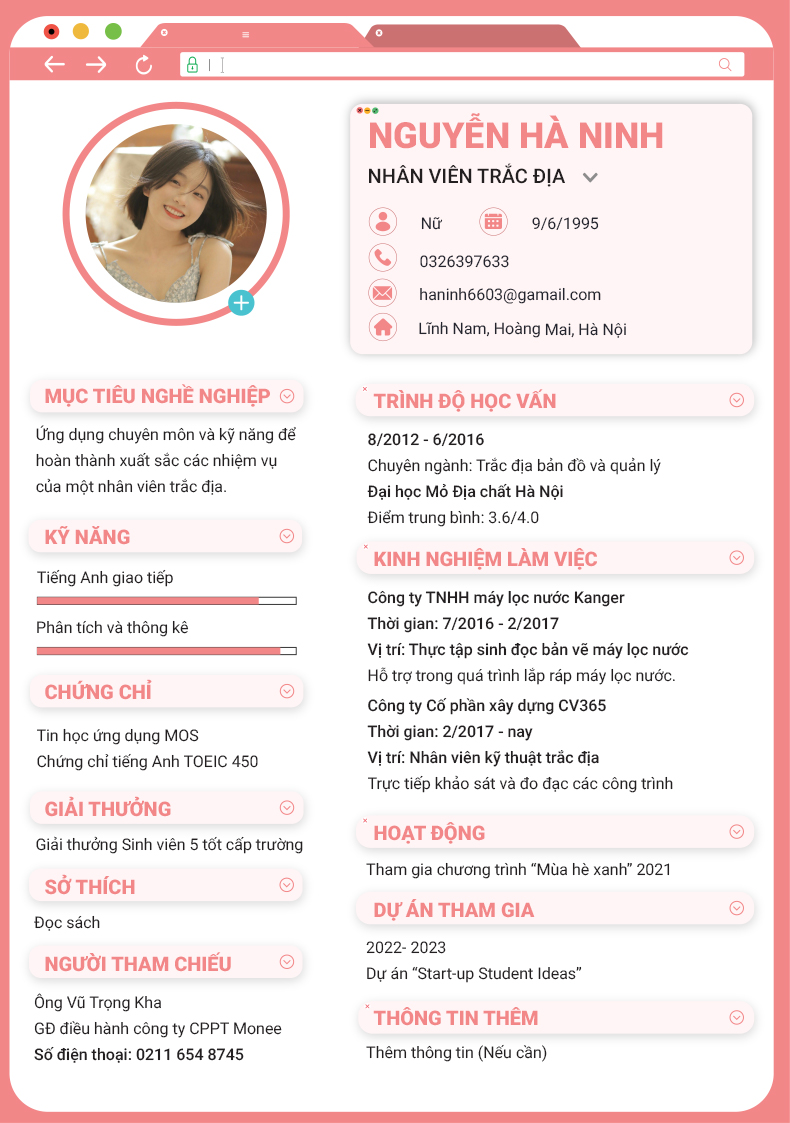 NGUYỄN HÀ NINH
NHÂN VIÊN TRẮC ĐỊA
Nữ
9/6/1995
0326397633
haninh6603@gamail.com
Lĩnh Nam, Hoàng Mai, Hà Nội
MỤC TIÊU NGHỀ NGHIỆP
Ứng dụng chuyên môn và kỹ năng để
hoàn thành xuất sắc các nhiệm vụ
của một nhân viên trắc địa.
KỸ NĂNG
Tiếng Anh giao tiếp
Phân tích và thông kê
CHỨNG CHỈ
Tin học ứng dụng MOS
Chứng chỉ tiếng Anh TOEIC 450
GIẢI THƯỞNG
Giải thưởng Sinh viên 5 tốt cấp trường
SỞ THÍCH
Đọc sách
NGƯỜI THAM CHIẾU
Ông Vũ Trọng Kha
GĐ điều hành công ty CPPT Monee
Số điện thoại: 0211 654 8745
TRÌNH ĐỘ HỌC VẤN
8/2012 - 6/2016
Chuyên ngành: Trắc địa bản đồ và quản lý
Đại học Mỏ Địa chất Hà Nội
Điểm trung bình: 3.6/4.0
KINH NGHIỆM LÀM VIỆC
Công ty TNHH máy lọc nước Kanger
Thời gian: 7/2016 - 2/2017
Vị trí: Thực tập sinh đọc bản vẽ máy lọc nước
Hỗ trợ trong quá trình lắp ráp máy lọc nước.
Công ty Cố phần xây dựng CV365
Thời gian: 2/2017 - nay
Vị trí: Nhân viên kỹ thuật trắc địa
Trực tiếp khảo sát và đo đạc các công trình
HOẠT ĐỘNG
Tham gia chương trình “Mùa hè xanh” 2021
DỰ ÁN THAM GIA
2022- 2023
Dự án “Start-up Student Ideas”
THÔNG TIN THÊM
Thêm thông tin (Nếu cần)